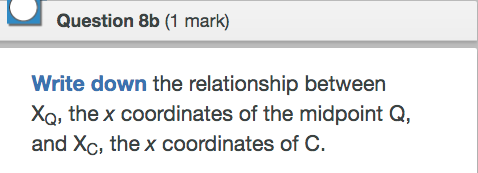 Question 8b (1 mark)
Write down the relationship between
XQ, the x coordinates of the midpoint Q,
and XC, the x coordinates of C.